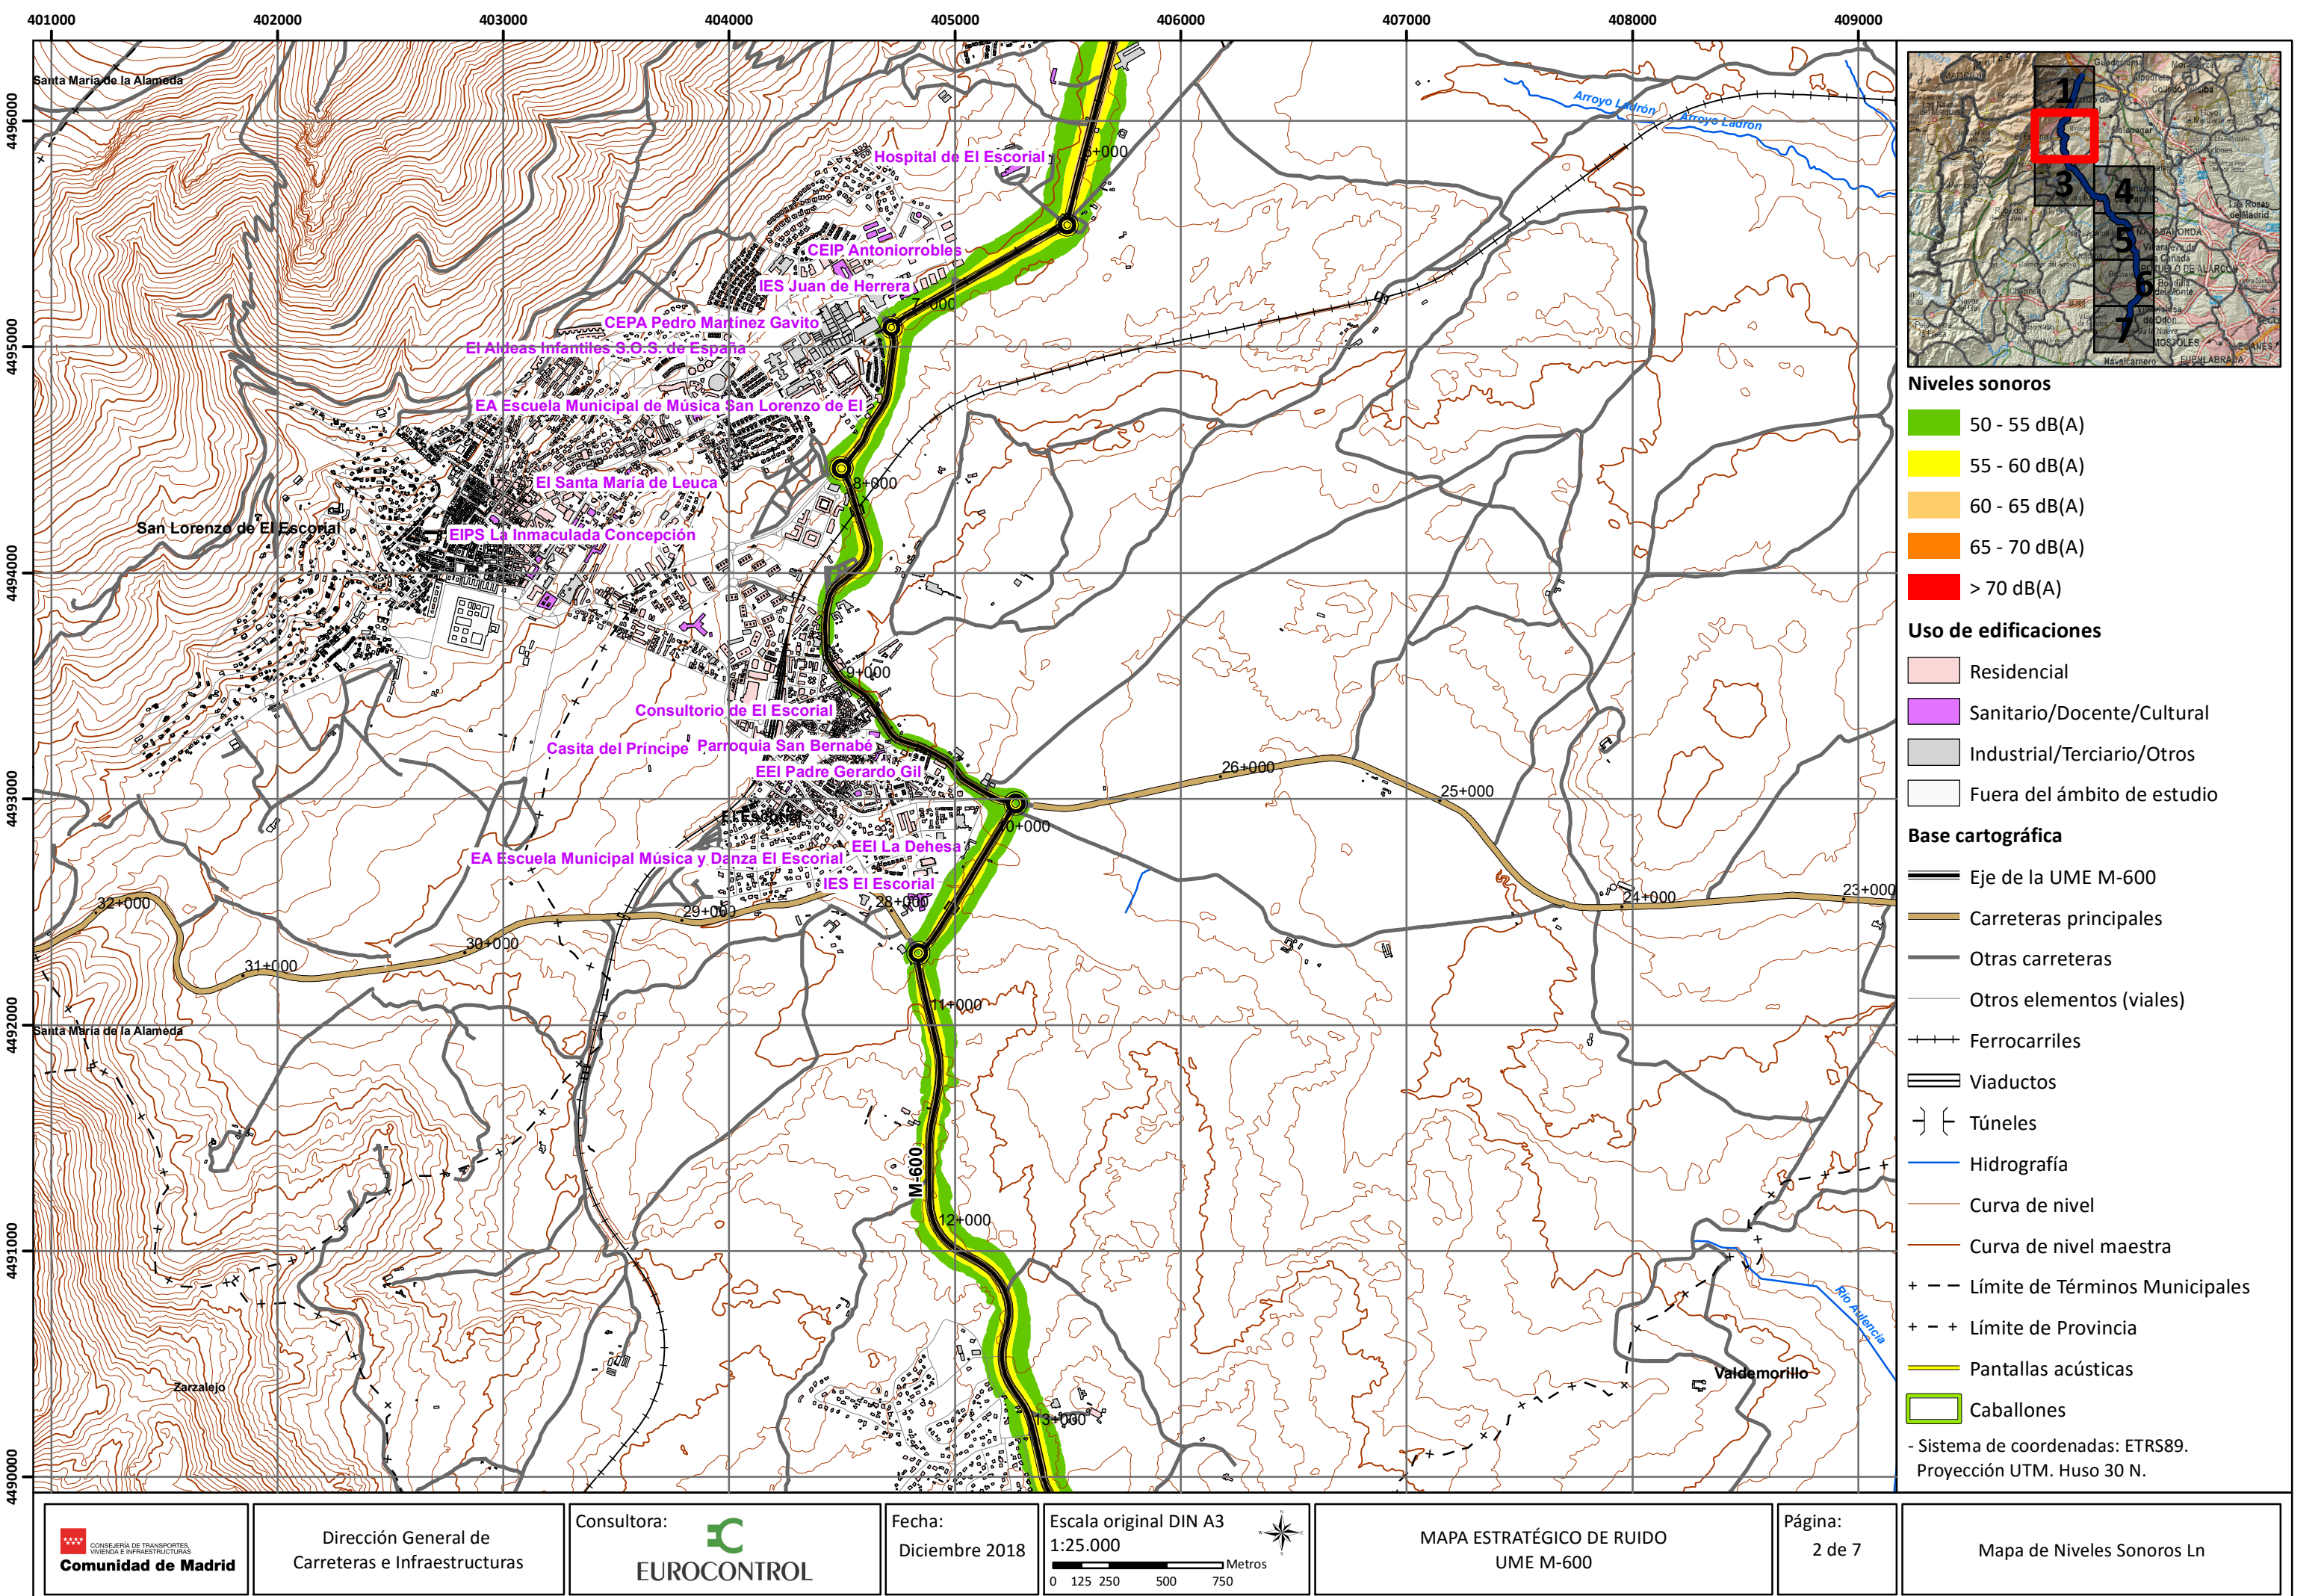 401000 402000 403000 404000 405000 406000 407000 408000 409000
4496000
4495000
4494000
4493000
4492000
4491000
4490000
Santa María de la Alameda
Arroyo Ladrón
Arroyo Ladrón
6+000
Hospital de El Escorial
CEIP Antoniorrobles
IES Juan de Herrera
7+000
CEPA Pedro Martínez Gavito
El Aldeas Infantiles S.O.S. de España
EA Escuela Municipal de Música San Lorenzo de El
El Santa María de Leuca
8+000
San Lorenzo de El Escorial
EIPS La Inmaculada Concepción
9+000
Consultorio de El Escorial
Casita del Príncipe
Parroquia San Bernabé
EEI Padre Gerardo Gil
26+000
25+000
El Escorial
10+000
EEI La Dehesa
EA Escuela Municipal Música y Danza El Escorial
IES El Escorial
24+000
23+000
32+000
29+000
28+000
30+000
31+000
11+000
Santa María de la Alameda
M-600
12+000
Río Aulencia
Valdemorillo
Zarzalejo
13+000
1
3
4
5
6
7
Niveles sonoros
50 - 55 dB(A)
55 - 60 dB(A)
60 - 65 dB(A)
65 - 70 dB(A)
> 70 dB(A)
Uso de edificaciones
Residencial
Sanitario/Docente/Cultural
Industrial/Terciario/Otros
Fuera del ámbito de estudio
Base cartográfica
Eje de la UME M-600
Carreteras principales
Otras carreteras
Otros elementos (viales)
Ferrocarriles
Viaductos
Túneles
Hidrografía
Curva de nivel
Curva de nivel maestra
Límite de Términos Municipales
Límite de Provincia
Pantallas acústicas
Caballones
- Sistema de coordenadas: ETRS89.
Proyección UTM. Huso 30 N.
CONSEJERÍA DE TRANSPORTES,
VIVIENDA E INFRAESTRUCTURAS
Comunidad de Madrid
Dirección General de
Carreteras e Infraestructuras
Consultora:
EUROCONTROL
Fecha:
Diciembre 2018
Escala original DIN A3
1:25.000
Metros
0 125 250 500 750
MAPA ESTRATÉGICO DE RUIDO
UME M-600
Página:
2 de 7
Mapa de Niveles Sonoros Ln